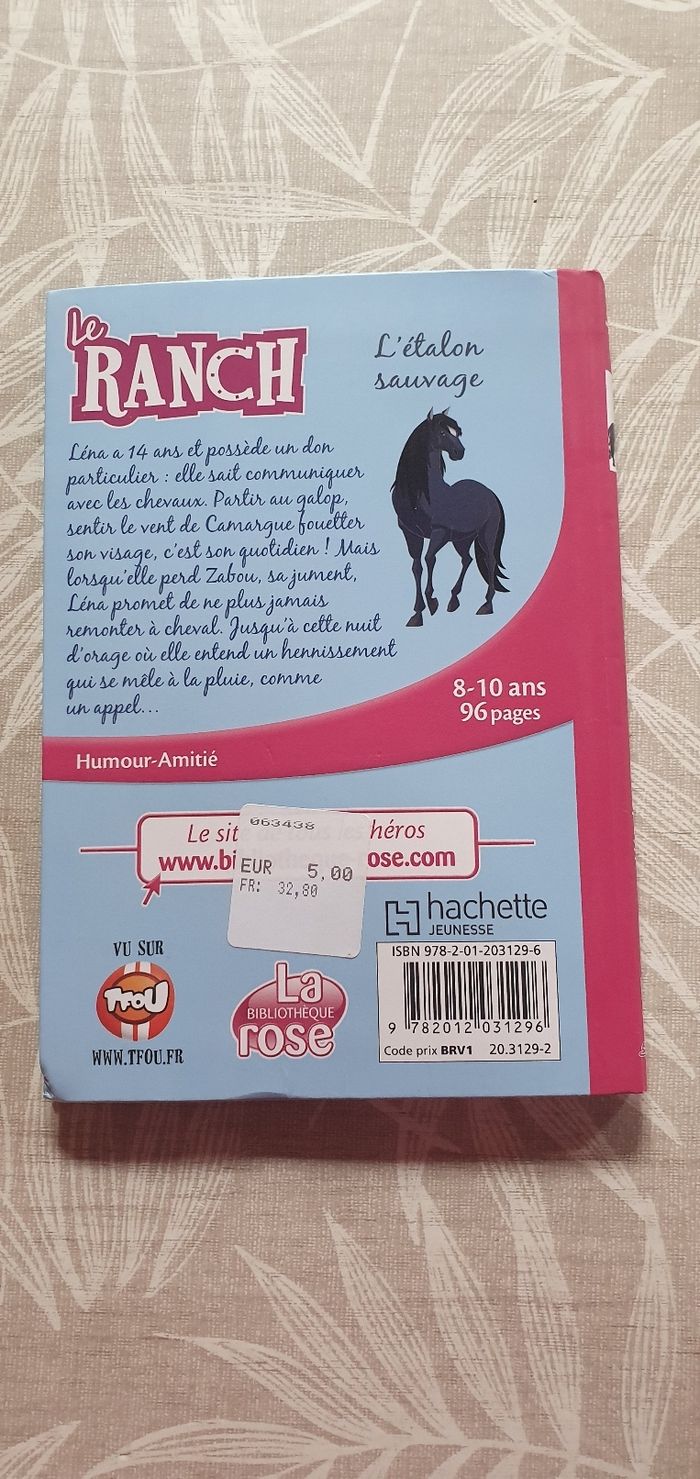 Le
RANCH
L'étalon
sauvage
Léna a 14 ans et possède un don
particulier : elle sait communiquer
avec les chevaux. Partir au galop,
sentir le vent de Camargue fouetter
son visage, c'est son quotidien ! Mais
lorsqu'elle perd Zabou, sa jument,
Léna promet de ne plus jamais
remonter à cheval. Jusqu'à cette nuit
d'orage où elle entend un hennissement
qui se mêle à la pluie, comme
un appel...
8-10 ans
96 pages
Humour-Amitié
Le site héros
www.bi ose.com
063438
EUR 5,00
FR: 32,80
hachette
JEUNESSE
ISBN 978-2-01-203129-6
9 782012 031296
Code prix BRV1 20.3129-2
VU SUR
TFOU
WWW.TFOU.FR
La
BIBLIOTHÈQUE
rose